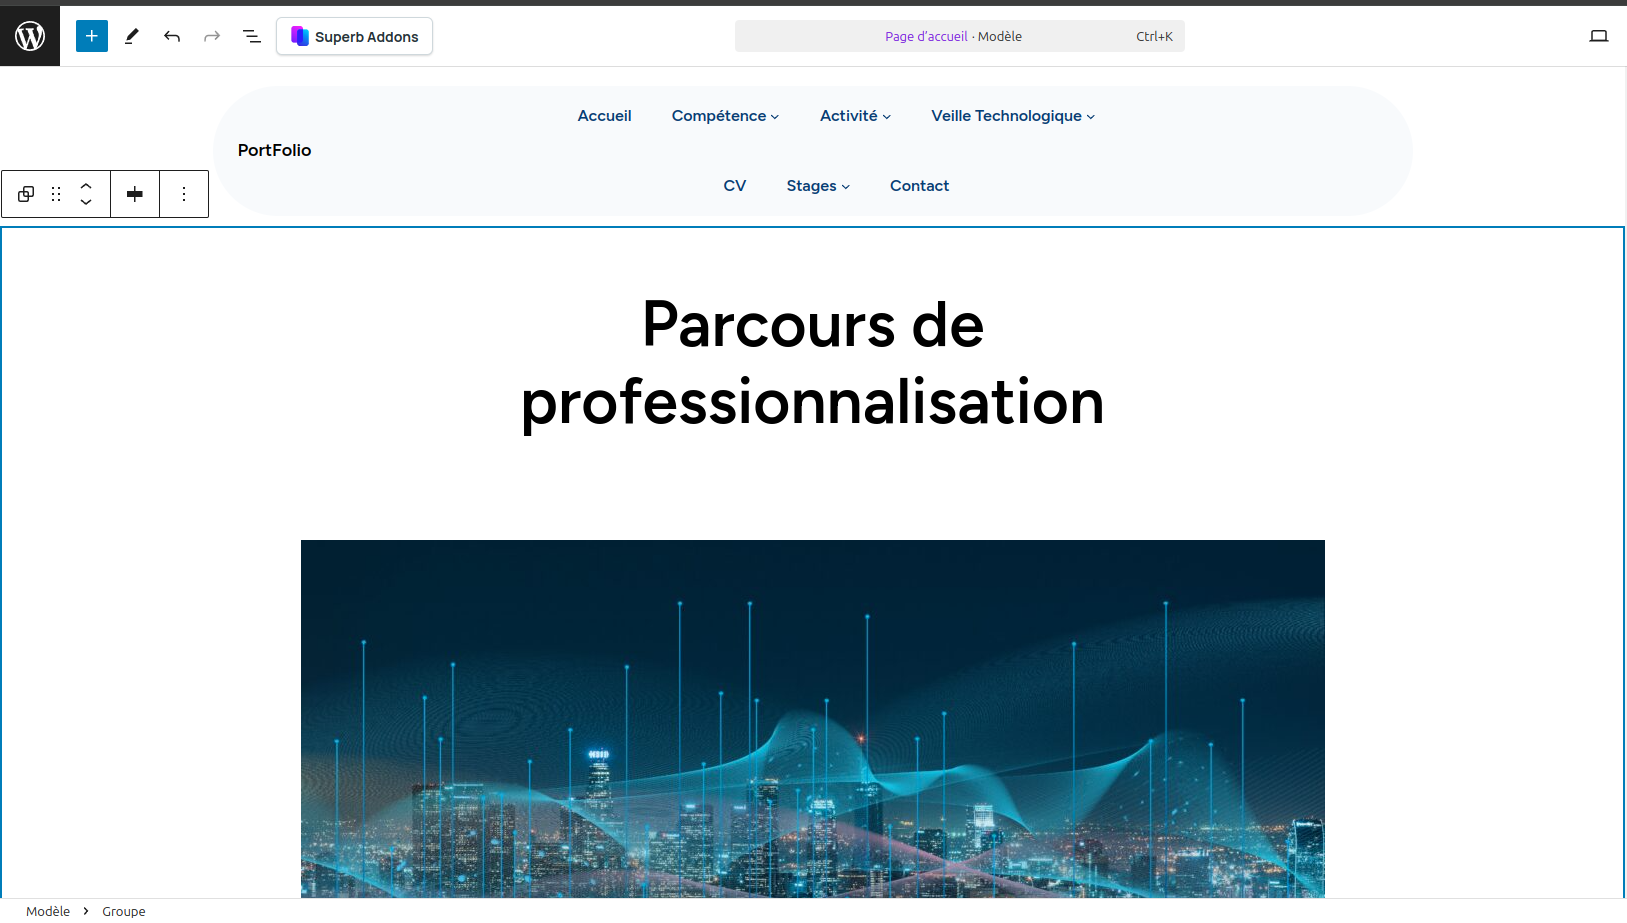 Superb Addons
Page d’accueil · Modèle Ctrl+K
Accueil Compétence Activité Veille Technologique
PortFolio
CV Stages Contact
Parcours de
professionnalisation
Modèle Groupe